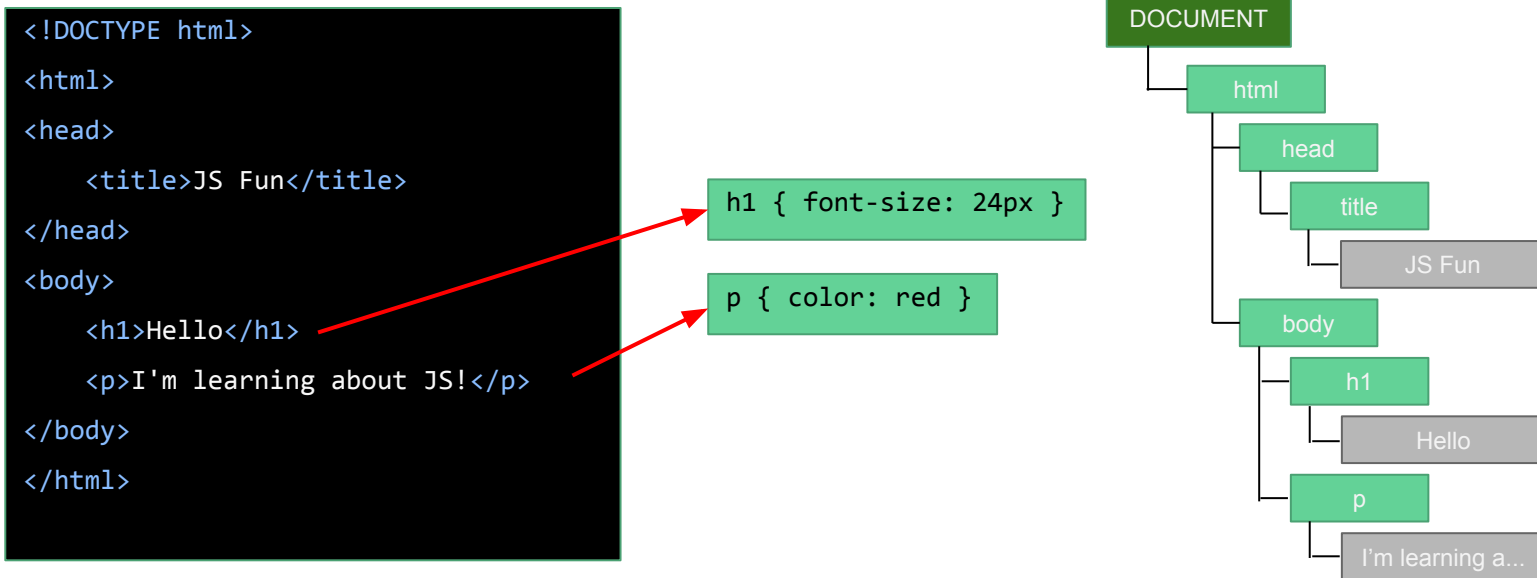 <!DOCTYPE html>
<html>
<head>
<title>JS Fun</title>
</head>
<body>
<h1>Hello</h1>
<p>I'm learning about JS!</p>
</body>
</html>
h1 { font-size: 24px }
p { color: red }
DOCUMENT
html
head
title
JS Fun
body
h1
Hello
p
I’m learning a...